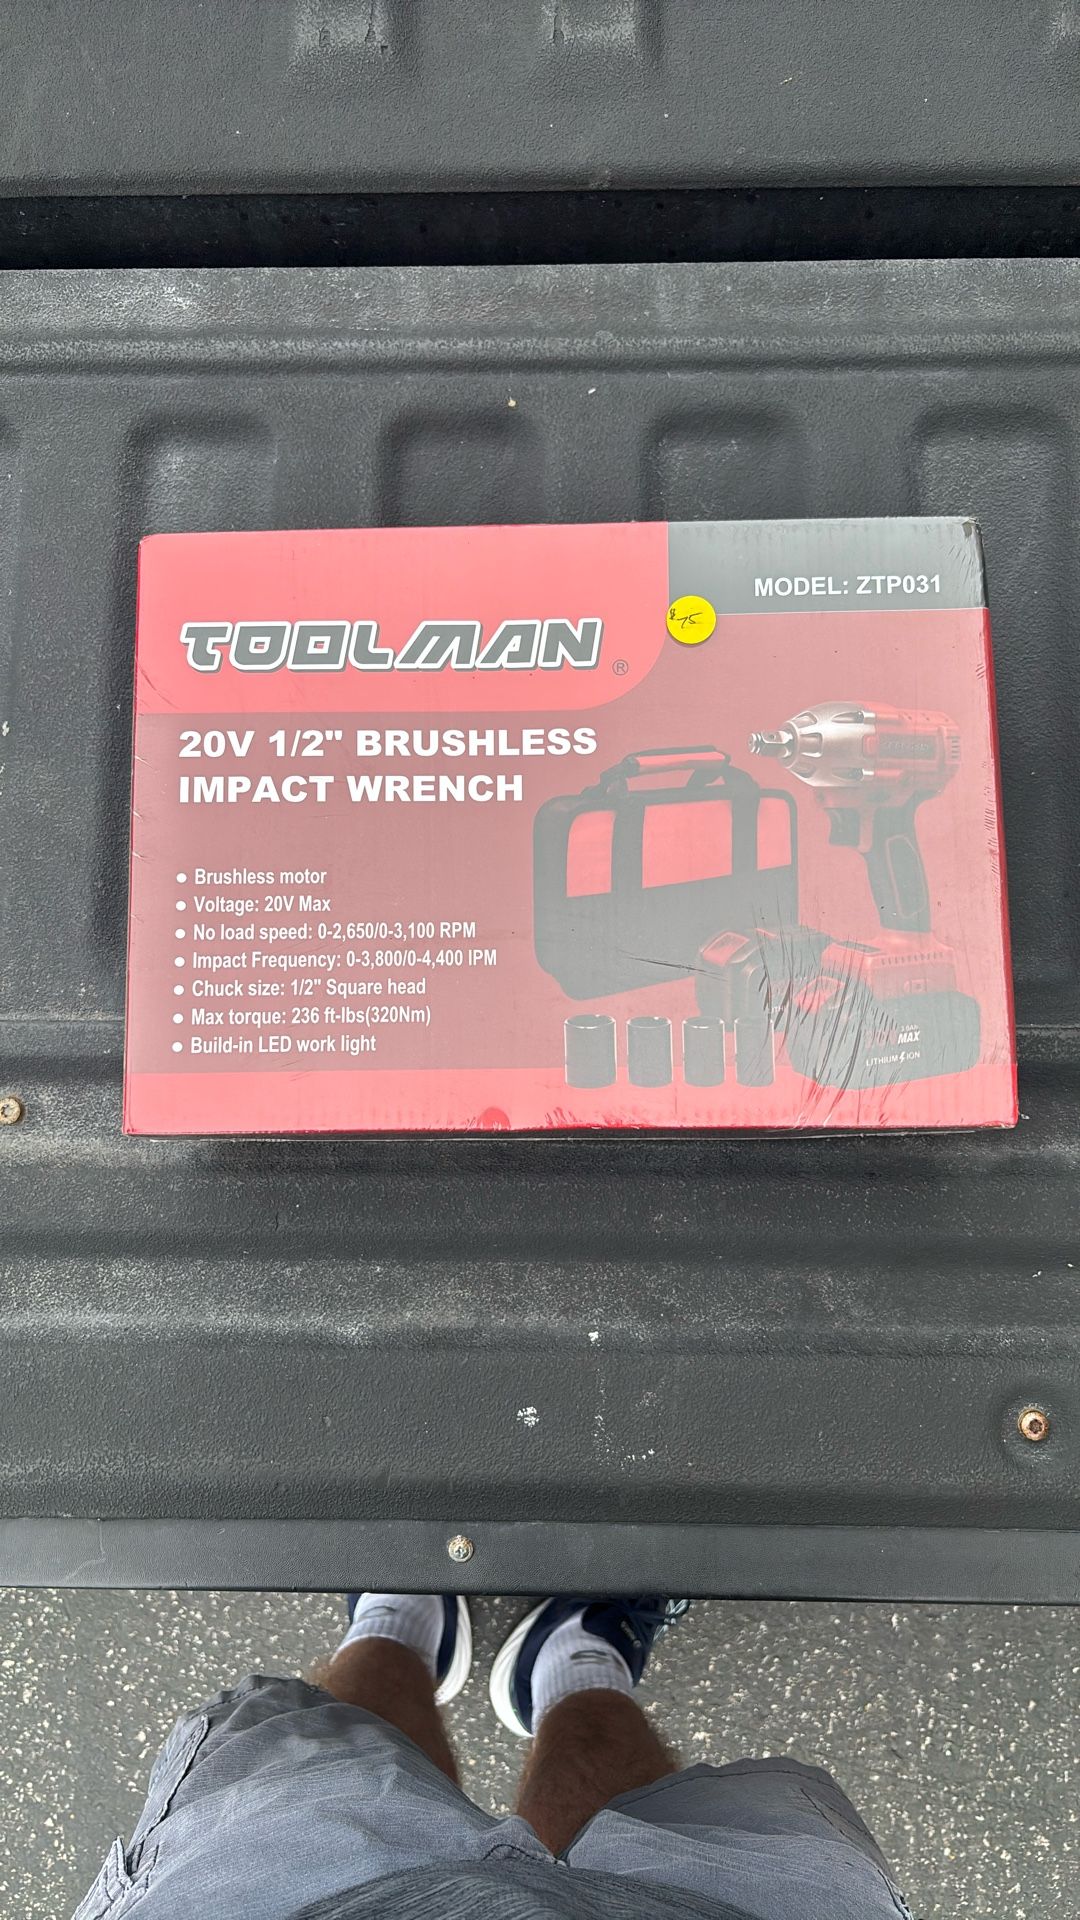 MODEL: ZTP031
$75
TOOLMAN ®
20V 1/2" BRUSHLESS
IMPACT WRENCH
• Brushless motor
• Voltage: 20V Max
• No load speed: 0-2,650/0-3,100 RPM
• Impact Frequency: 0-3,800/0-4,400 IPM
• Chuck size: 1/2" Square head
• Max torque: 236 ft-lbs(320Nm)
• Build-in LED work light
MAX
LITHIUM ION